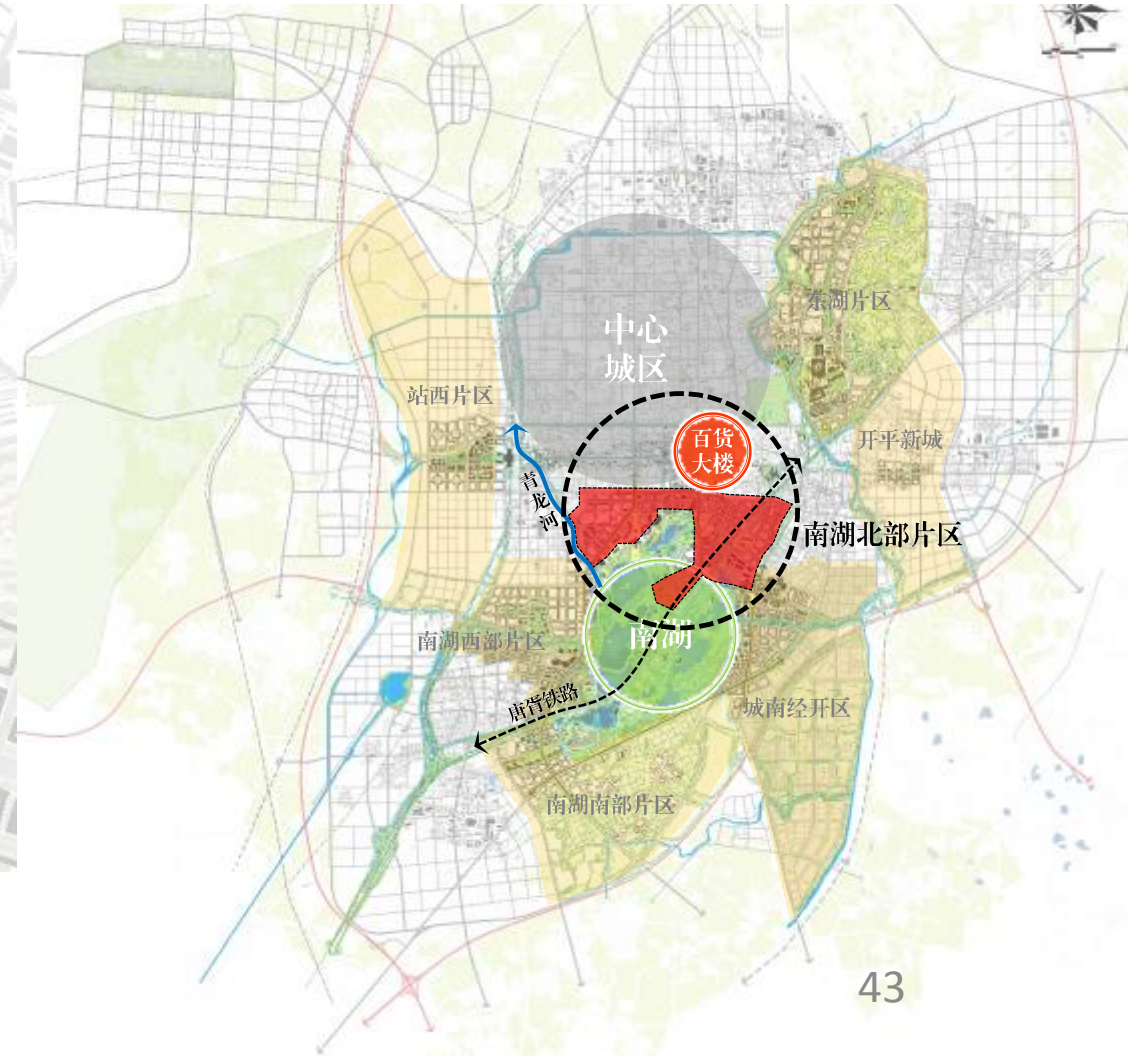 东湖片区
中心
城区
站西片区
百货
大楼
开平新城
青龙河
南湖北部片区
南湖
南湖西部片区
唐胥铁路
城南经开区
南湖南部片区
43